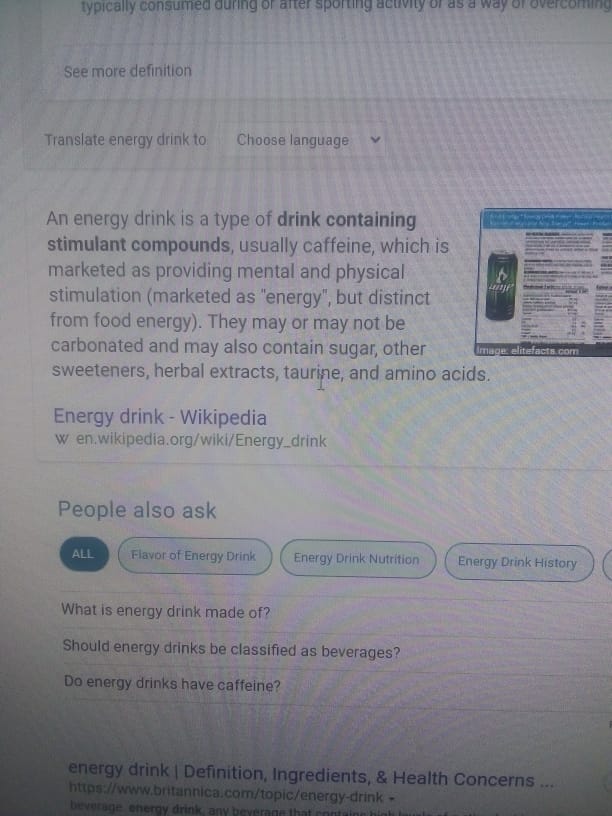 typically consumed during or after sporting activity or as a way of overcoming
See more definition
Translate energy drink to Choose language
An energy drink is a type of drink containing
stimulant compounds, usually caffeine, which is
marketed as providing mental and physical
stimulation (marketed as "energy", but distinct
from food energy). They may or may not be
carbonated and may also contain sugar, other
sweeteners, herbal extracts, taurine, and amino acids.
amp
Image: elitefacts.com
Energy drink - Wikipedia
W en.wikipedia.org/wiki/Energy_drink
People also ask
ALL Flavor of Energy Drink Energy Drink Nutrition Energy Drink History
What is energy drink made of?
Should energy drinks be classified as beverages?
Do energy drinks have caffeine?
energy drink | Definition, Ingredients, & Health Concerns ...
https://www.britannica.com/topic/energy-drink
beverage energy drink, any beverage that contains high levels of a